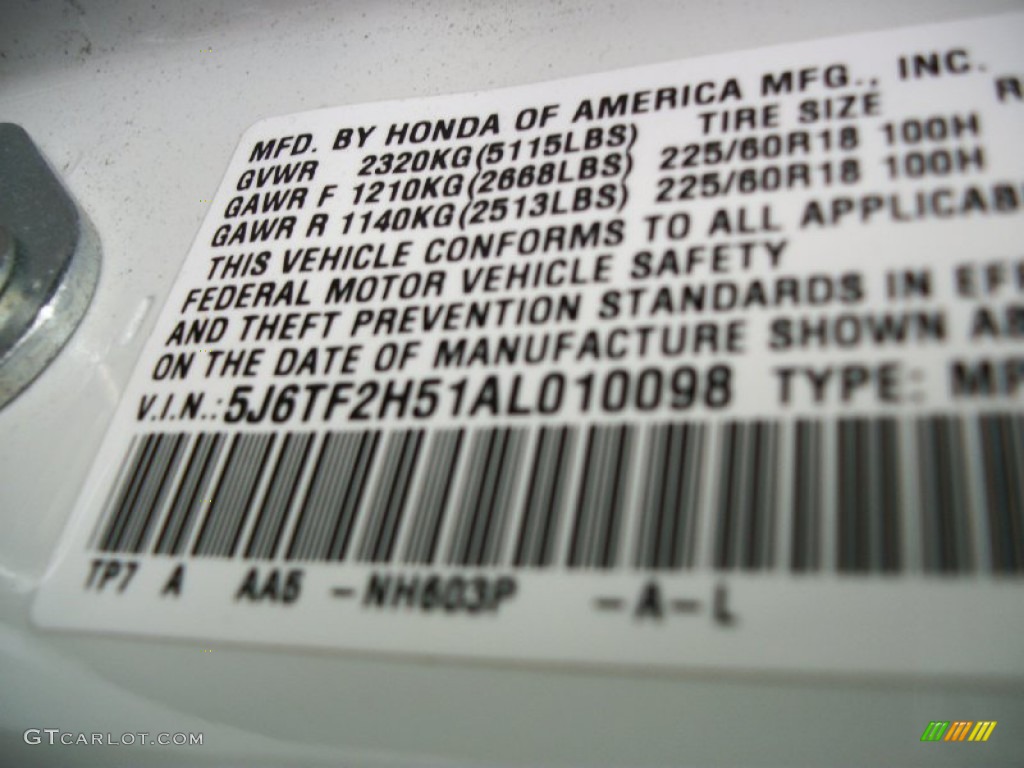 MFD. BY HONDA OF AMERICA MFG., INC.
GVWR 2320KG(5115LBS) TIRE SIZE R
GAWR F 1210KG(2668LBS) 225/60R18 100H
GAWR R 1140KG(2513LBS) 225/60R18 100H
THIS VEHICLE CONFORMS TO ALL APPLICAB
FEDERAL MOTOR VEHICLE SAFETY
AND THEFT PREVENTION STANDARDS IN EFF
ON THE DATE OF MANUFACTURE SHOWN AB
V.I.N.: 5J6TF2H51AL010098 TYPE: MP
TP7 A AA5 -NH603P -A-L
GTCARLOT.COM